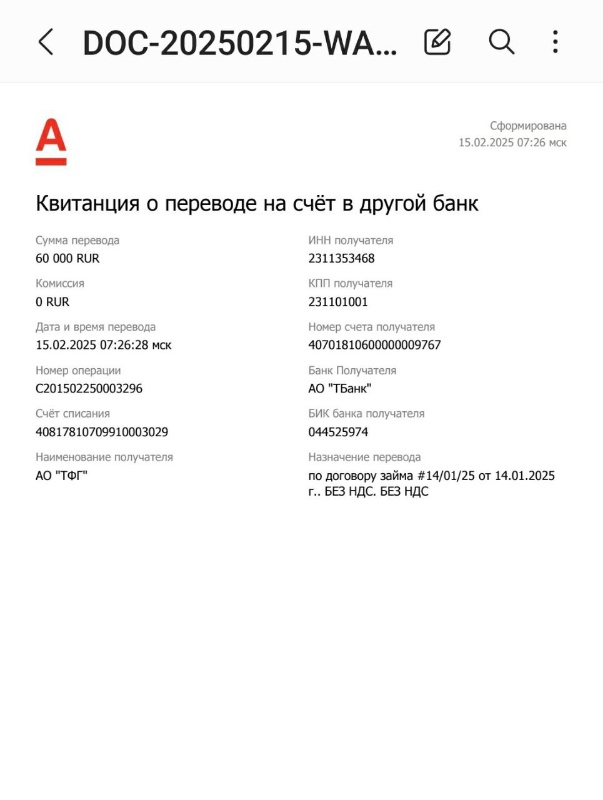 DOC-20250215-WA...
Сформирована
15.02.2025 07:26 мск
Квитанция о переводе на счёт в другой банк
Сумма перевода
60 000 RUR
Комиссия
0 RUR
Дата и время перевода
15.02.2025 07:26:28 мск
Номер операции
C201502250003296
Счёт списания
40817810709910003029
Наименование получателя
АО "ТФГ"
ИНН получателя
2311353468
КПП получателя
231101001
Номер счета получателя
40701810600000009767
Банк Получателя
АО "ТБанк"
БИК банка получателя
044525974
Назначение перевода
по договору займа #14/01/25 от 14.01.2025
г.. БЕЗ НДС. БЕЗ НДС